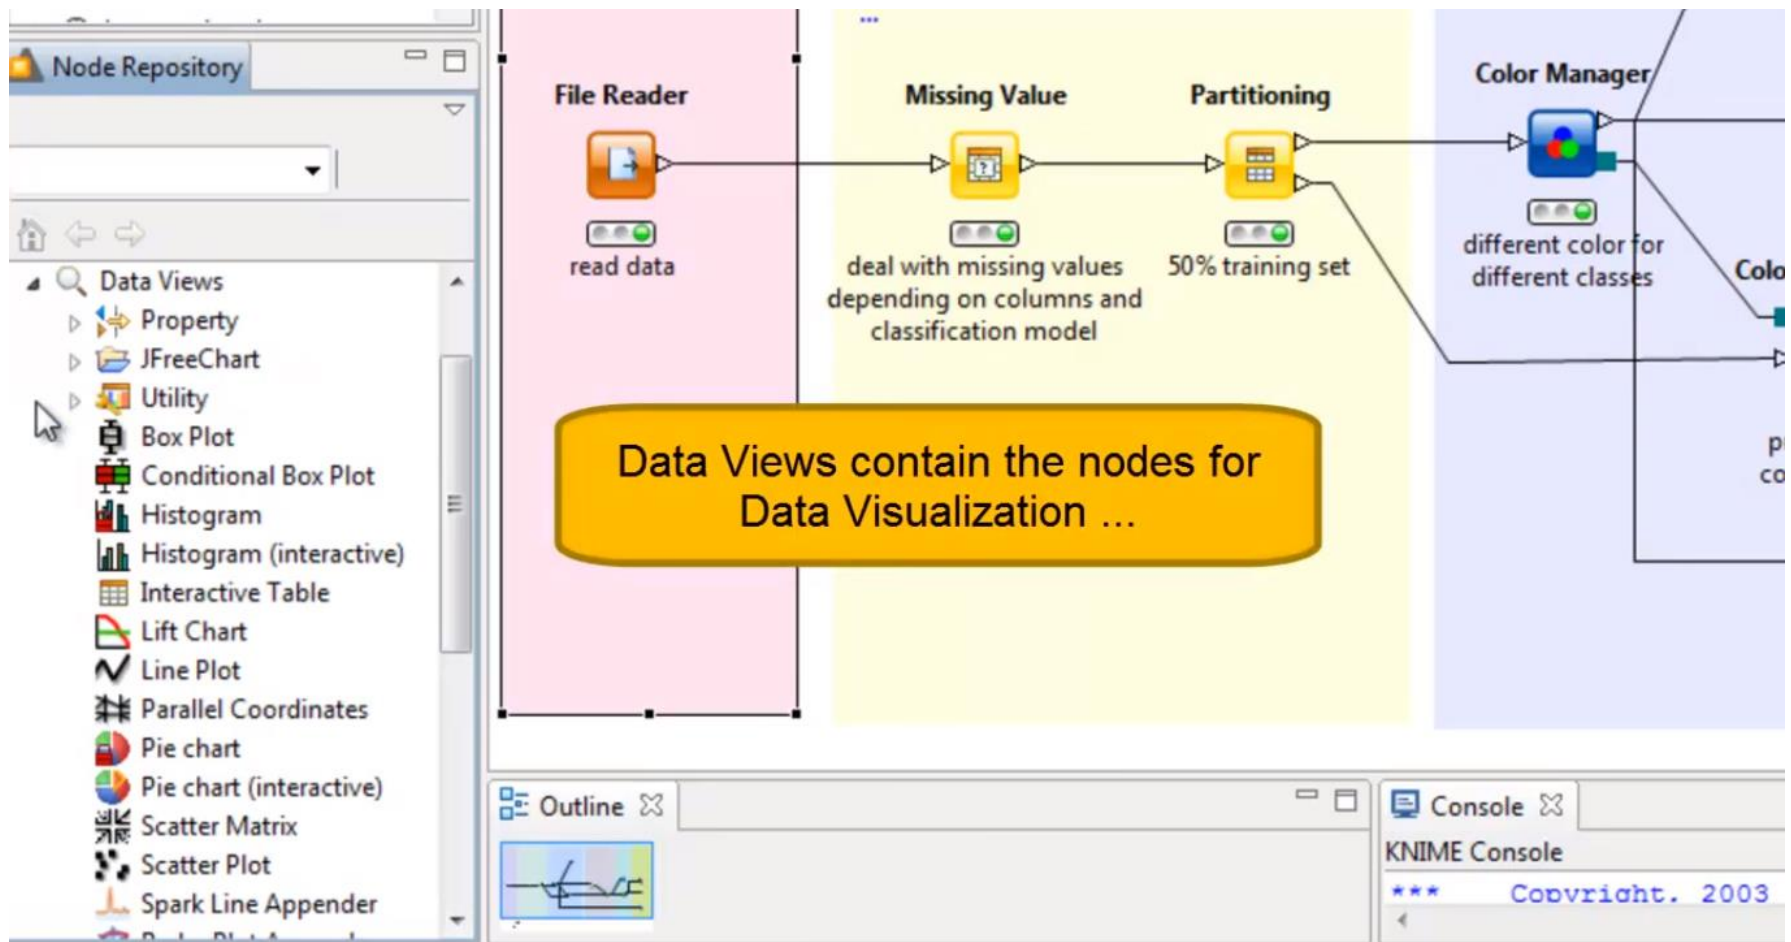 Node Repository
Data Views
Property
JFreeChart
Utility
Box Plot
Conditional Box Plot
Histogram
Histogram (interactive)
Interactive Table
Lift Chart
Line Plot
Parallel Coordinates
Pie chart
Pie chart (interactive)
Scatter Matrix
Scatter Plot
Spark Line Appender
...
File Reader
read data
Missing Value
deal with missing values
depending on columns and
classification model
Partitioning
50% training set
Color Manager
different color for
different classes
Colo
p
co
Data Views contain the nodes for
Data Visualization ...
Outline
Console
KNIME Console
*** Copyright. 2003